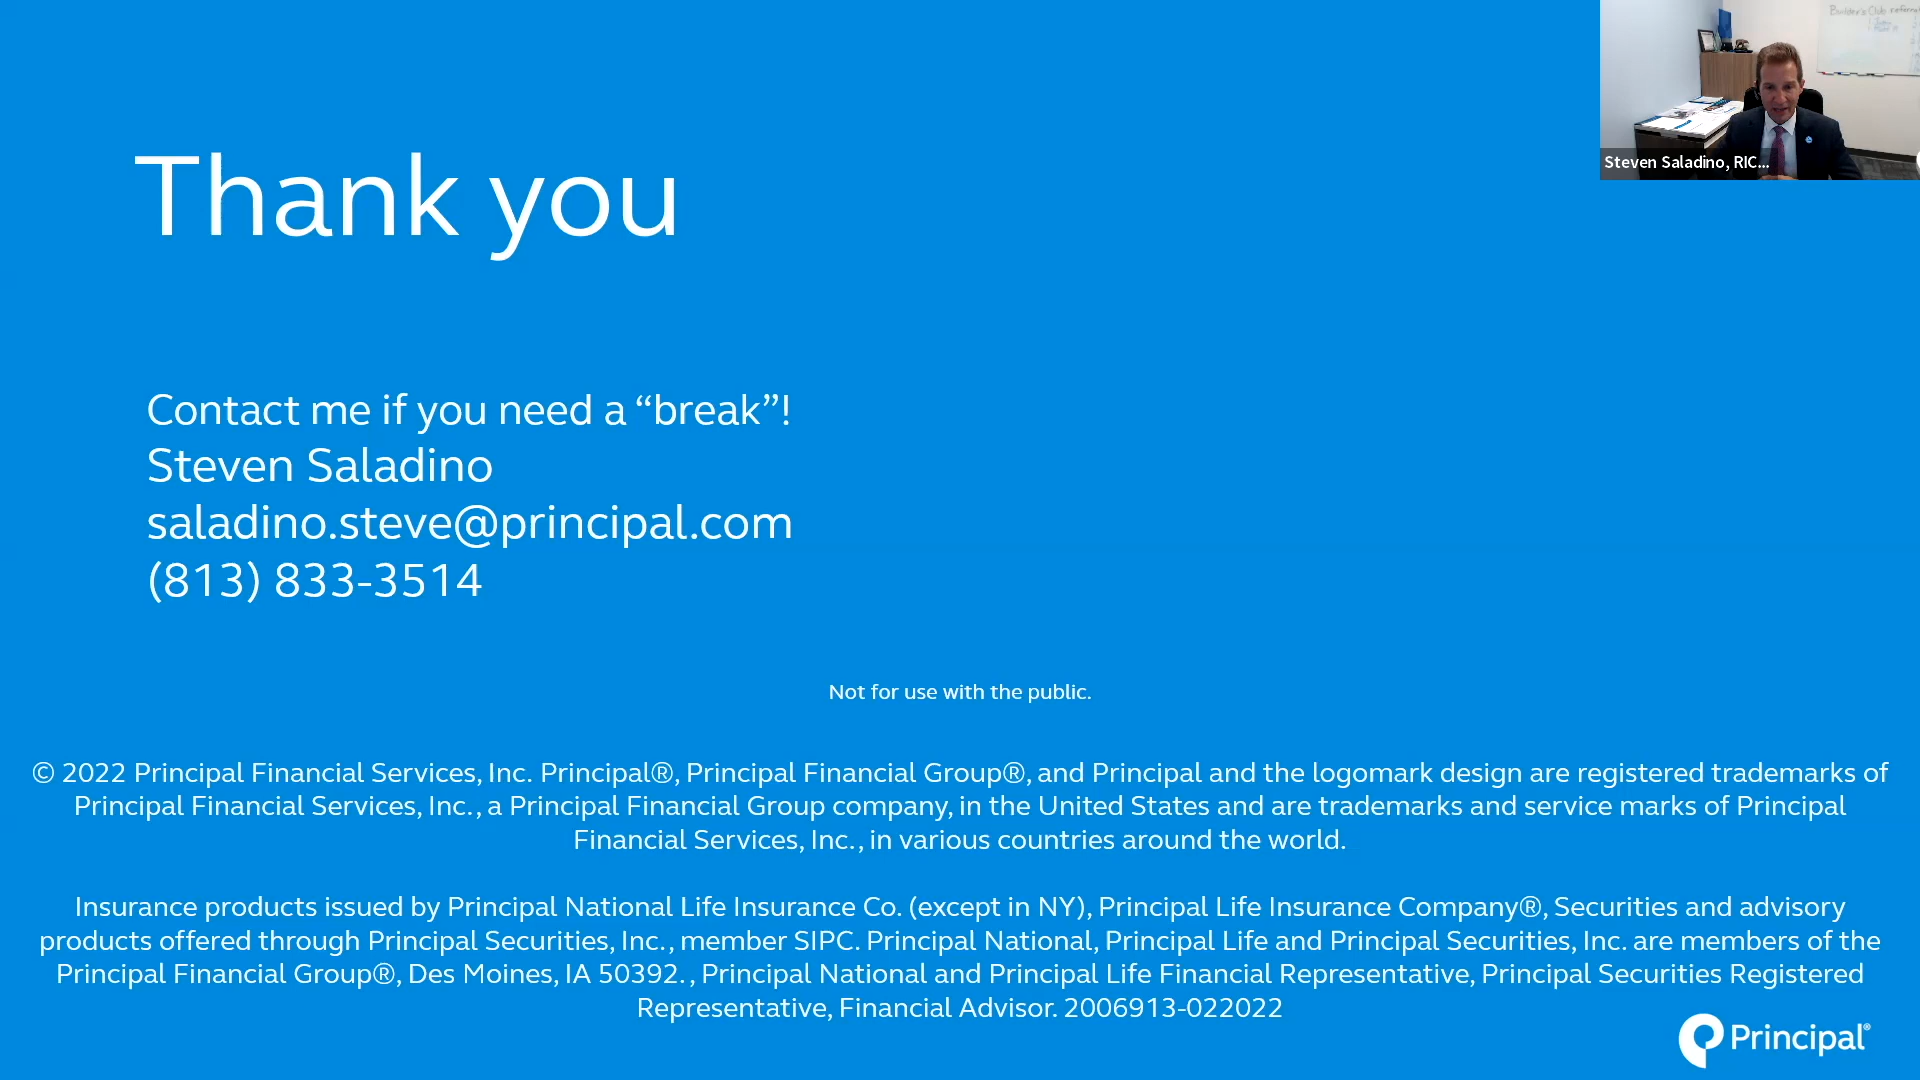 Builder's Club
Steven Saladino, RIC...
Thank you
Contact me if you need a “break”!
Steven Saladino
saladino.steve@principal.com
(813) 833-3514
Not for use with the public.
© 2022 Principal Financial Services, Inc. Principal®, Principal Financial Group®, and Principal and the logomark design are registered trademarks of
Principal Financial Services, Inc., a Principal Financial Group company, in the United States and are trademarks and service marks of Principal
Financial Services, Inc., in various countries around the world.
Insurance products issued by Principal National Life Insurance Co. (except in NY), Principal Life Insurance Company®, Securities and advisory
products offered through Principal Securities, Inc., member SIPC. Principal National, Principal Life and Principal Securities, Inc. are members of the
Principal Financial Group®, Des Moines, IA 50392., Principal National and Principal Life Financial Representative, Principal Securities Registered
Representative, Financial Advisor. 2006913-022022
Principal®